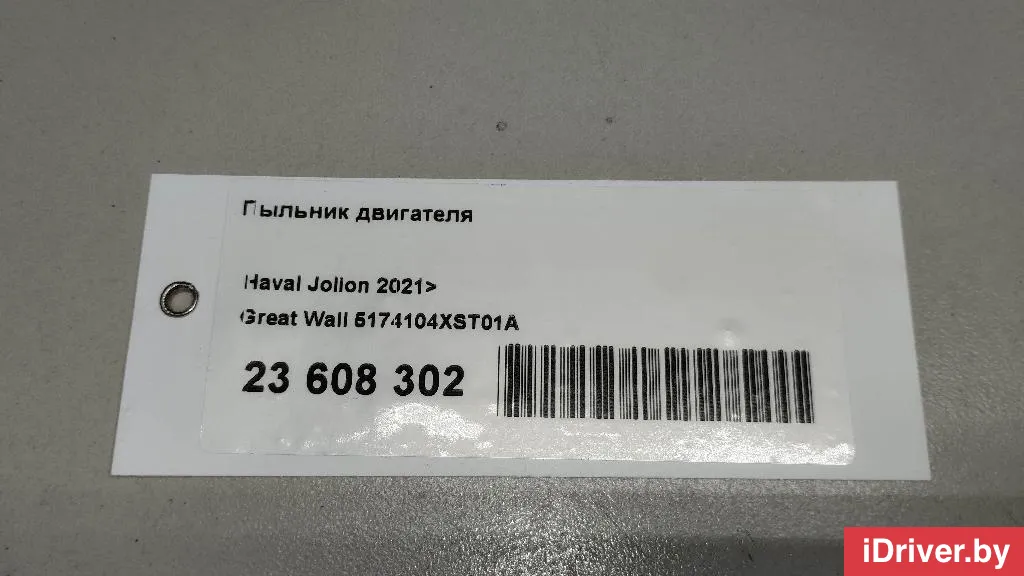 Пыльник двигателя
Haval Jolion 2021>
Great Wall 5174104XST01A
23 608 302
iDriver.by